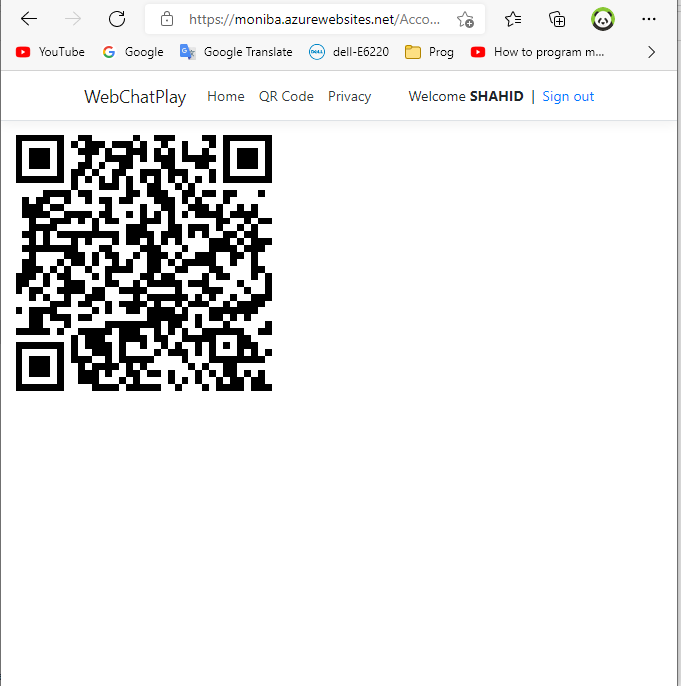 https://moniba.azurewebsites.net/Acco...
YouTube Google Google Translate DELL dell-E6220 Prog How to program m...
WebChatPlay Home QR Code Privacy Welcome SHAHID | Sign out